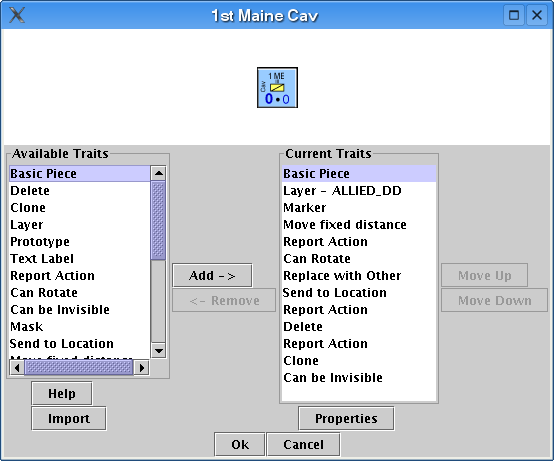 1st Maine Cav
1 ME
Cav
0 • 0
Available Traits
Basic Piece
Delete
Clone
Layer
Prototype
Text Label
Report Action
Can Rotate
Can be Invisible
Mask
Send to Location
Move fixed distance
Add ->
<- Remove
Current Traits
Basic Piece
Layer - ALLIED_DD
Marker
Move fixed distance
Report Action
Can Rotate
Replace with Other
Send to Location
Report Action
Delete
Report Action
Clone
Can be Invisible
Move Up
Move Down
Help
Import
Properties
Ok
Cancel